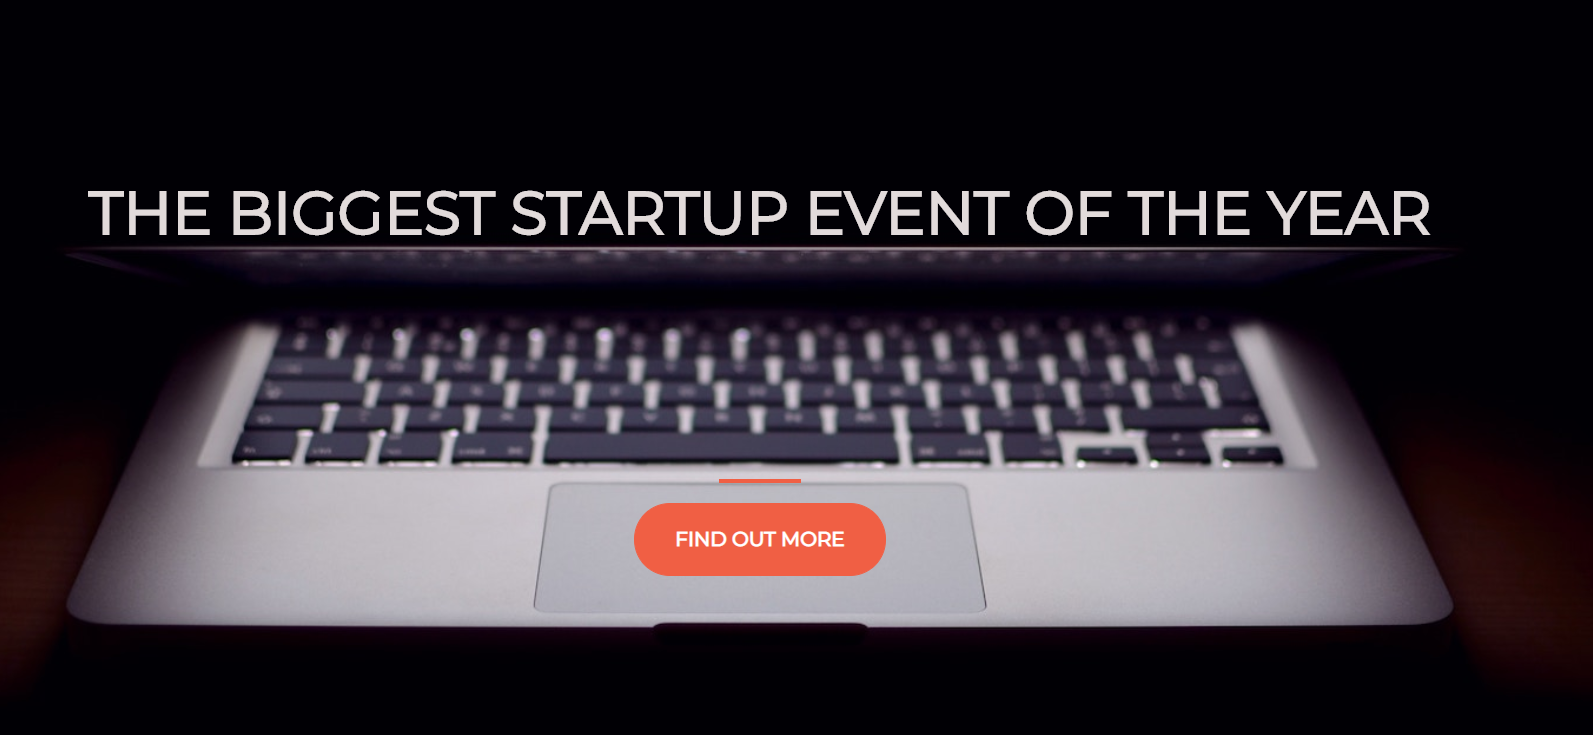 THE BIGGEST STARTUP EVENT OF THE YEAR
FIND OUT MORE